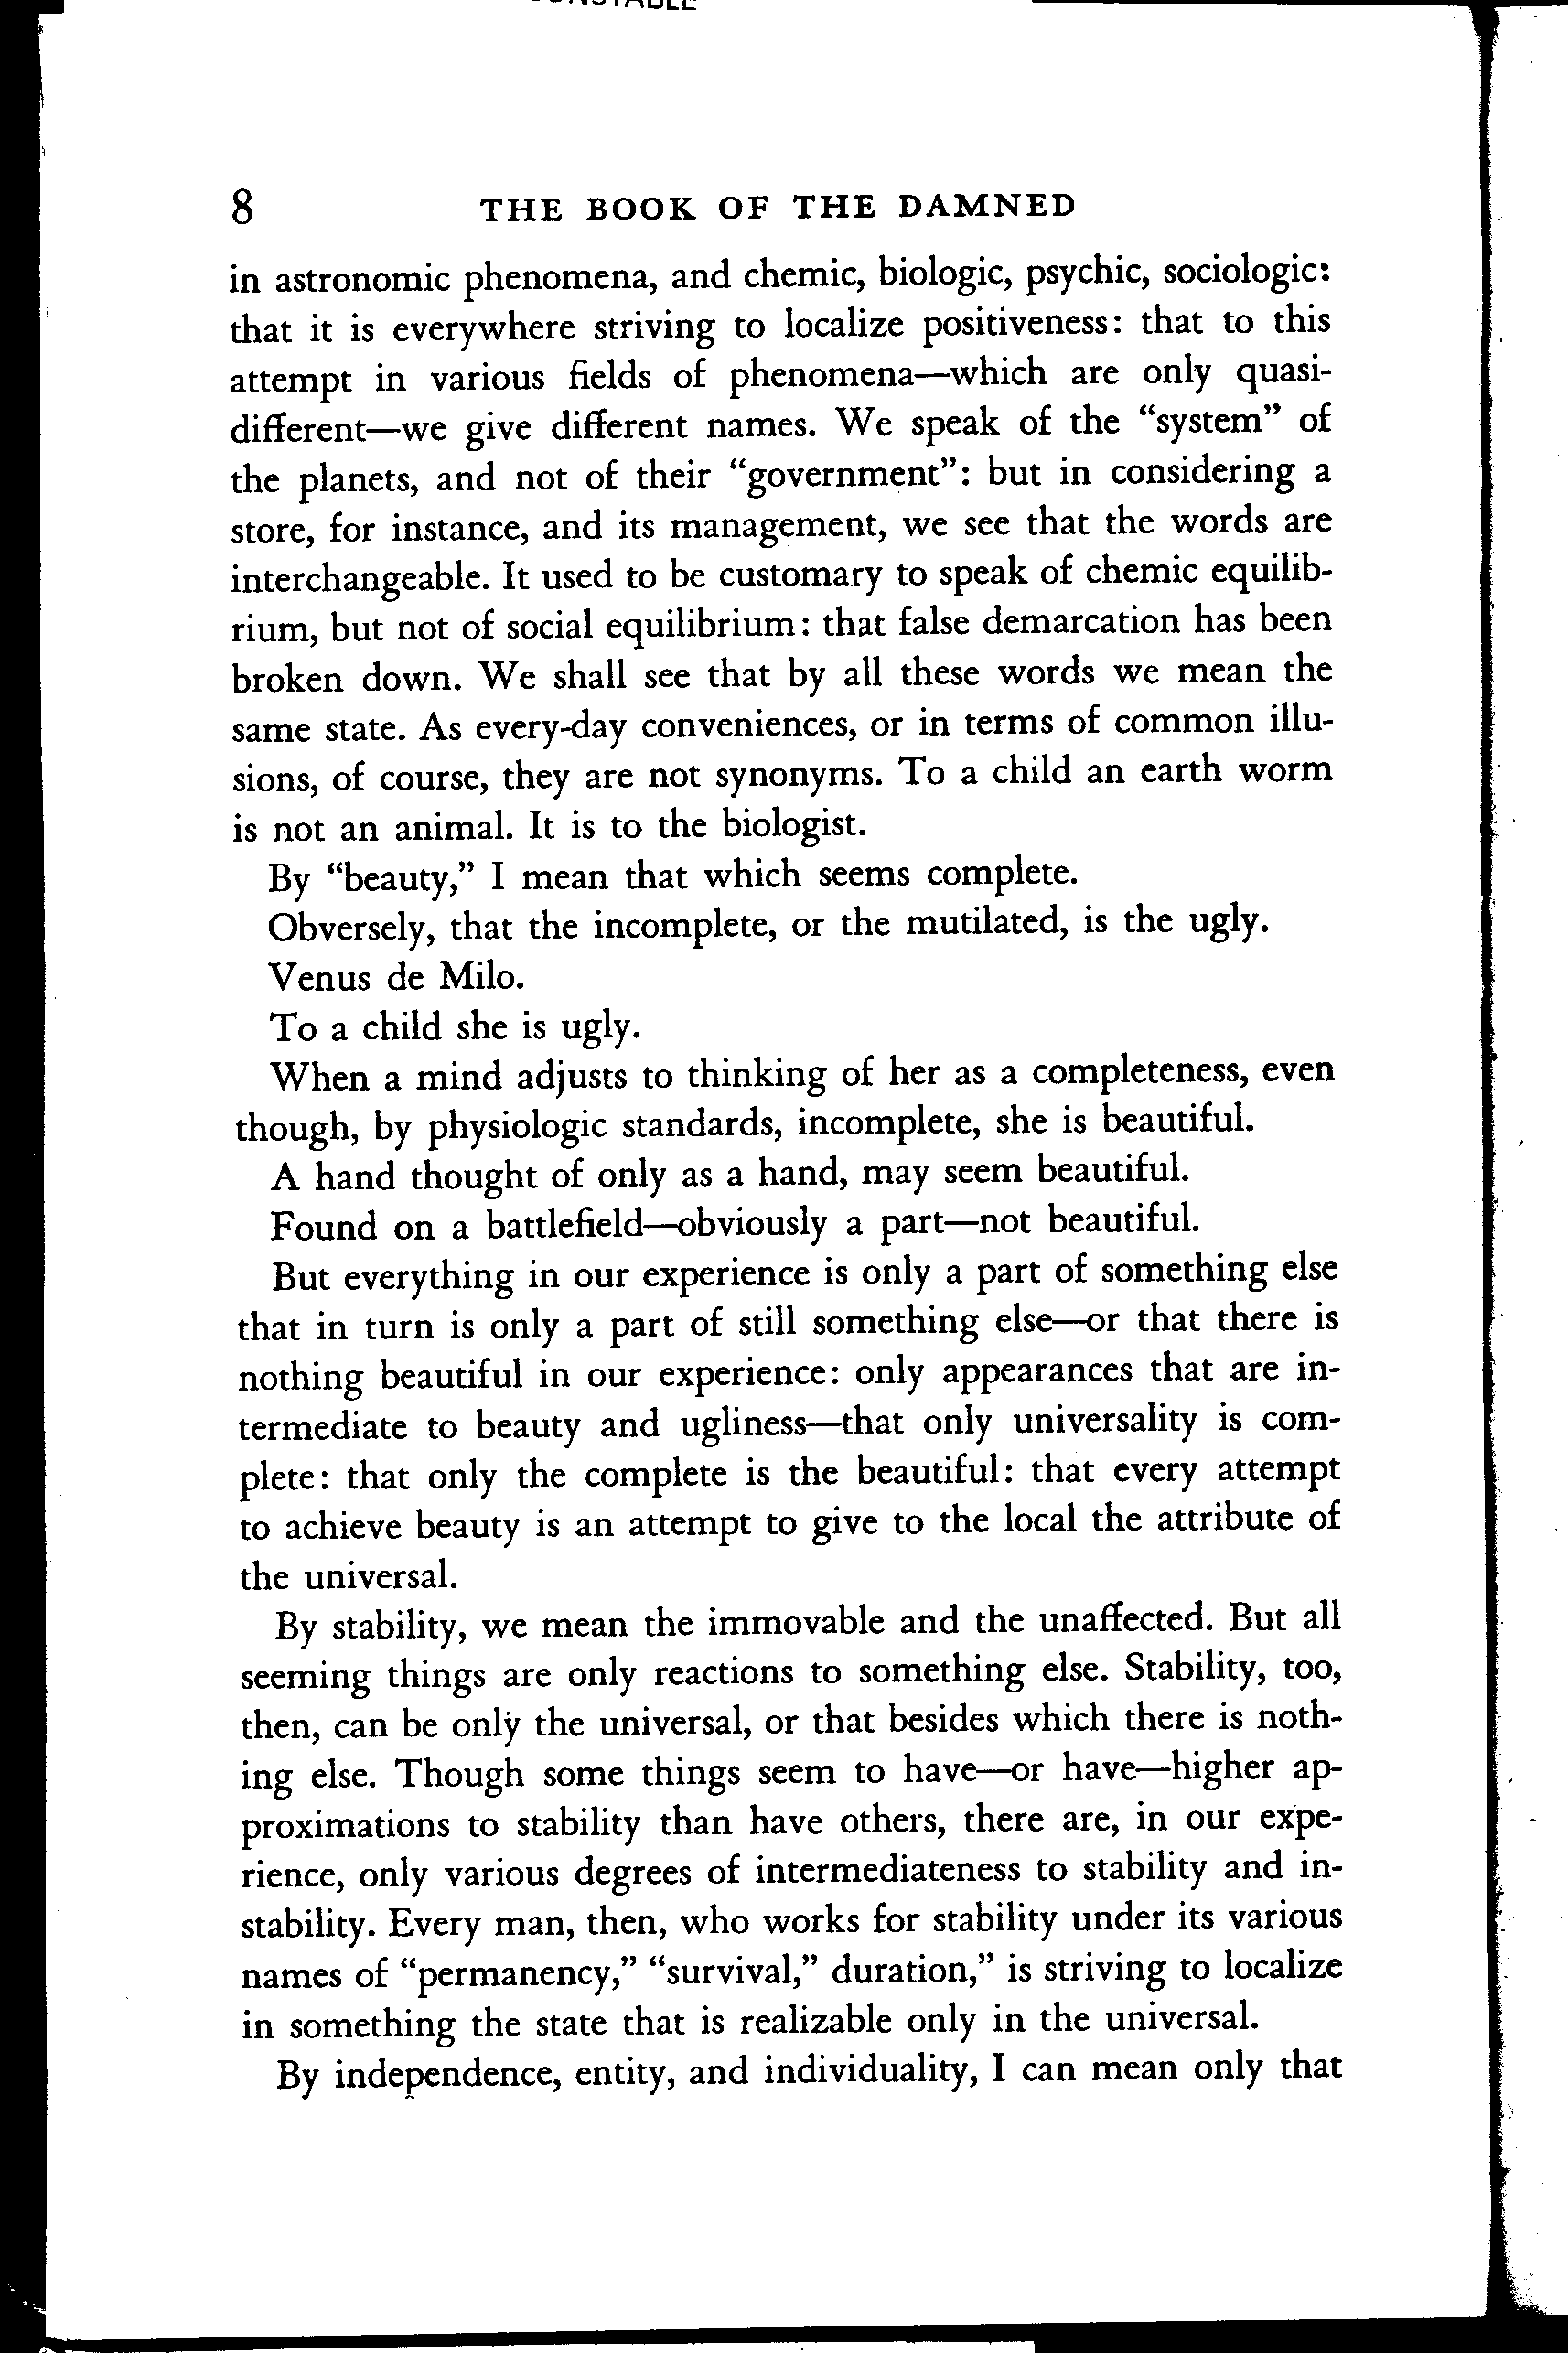 8 THE BOOK OF THE DAMNED
in astronomic phenomena, and chemic, biologic, psychic, sociologic:
that it is everywhere striving to localize positiveness: that to this
attempt in various fields of phenomena—which are only quasi-
different—we give different names. We speak of the “system” of
the planets, and not of their “government”: but in considering a
store, for instance, and its management, we see that the words are
interchangeable. It used to be customary to speak of chemic equilib-
rium, but not of social equilibrium: that false demarcation has been
broken down. We shall see that by all these words we mean the
same state. As every-day conveniences, or in terms of common illu-
sions, of course, they are not synonyms. To a child an earth worm
is not an animal. It is to the biologist.
By “beauty,” I mean that which seems complete.
Obversely, that the incomplete, or the mutilated, is the ugly.
Venus de Milo.
To a child she is ugly.
When a mind adjusts to thinking of her as a completeness, even
though, by physiologic standards, incomplete, she is beautiful.
A hand thought of only as a hand, may seem beautiful.
Found on a battlefield—obviously a part—not beautiful.
But everything in our experience is only a part of something else
that in turn is only a part of still something else—or that there is
nothing beautiful in our experience: only appearances that are in-
termediate to beauty and ugliness—that only universality is com-
plete: that only the complete is the beautiful: that every attempt
to achieve beauty is an attempt to give to the local the attribute of
the universal.
By stability, we mean the immovable and the unaffected. But all
seeming things are only reactions to something else. Stability, too,
then, can be only the universal, or that besides which there is noth-
ing else. Though some things seem to have—or have—higher ap-
proximations to stability than have others, there are, in our expe-
rience, only various degrees of intermediateness to stability and in-
stability. Every man, then, who works for stability under its various
names of “permanency,” “survival,” duration,” is striving to localize
in something the state that is realizable only in the universal.
By independence, entity, and individuality, I can mean only that